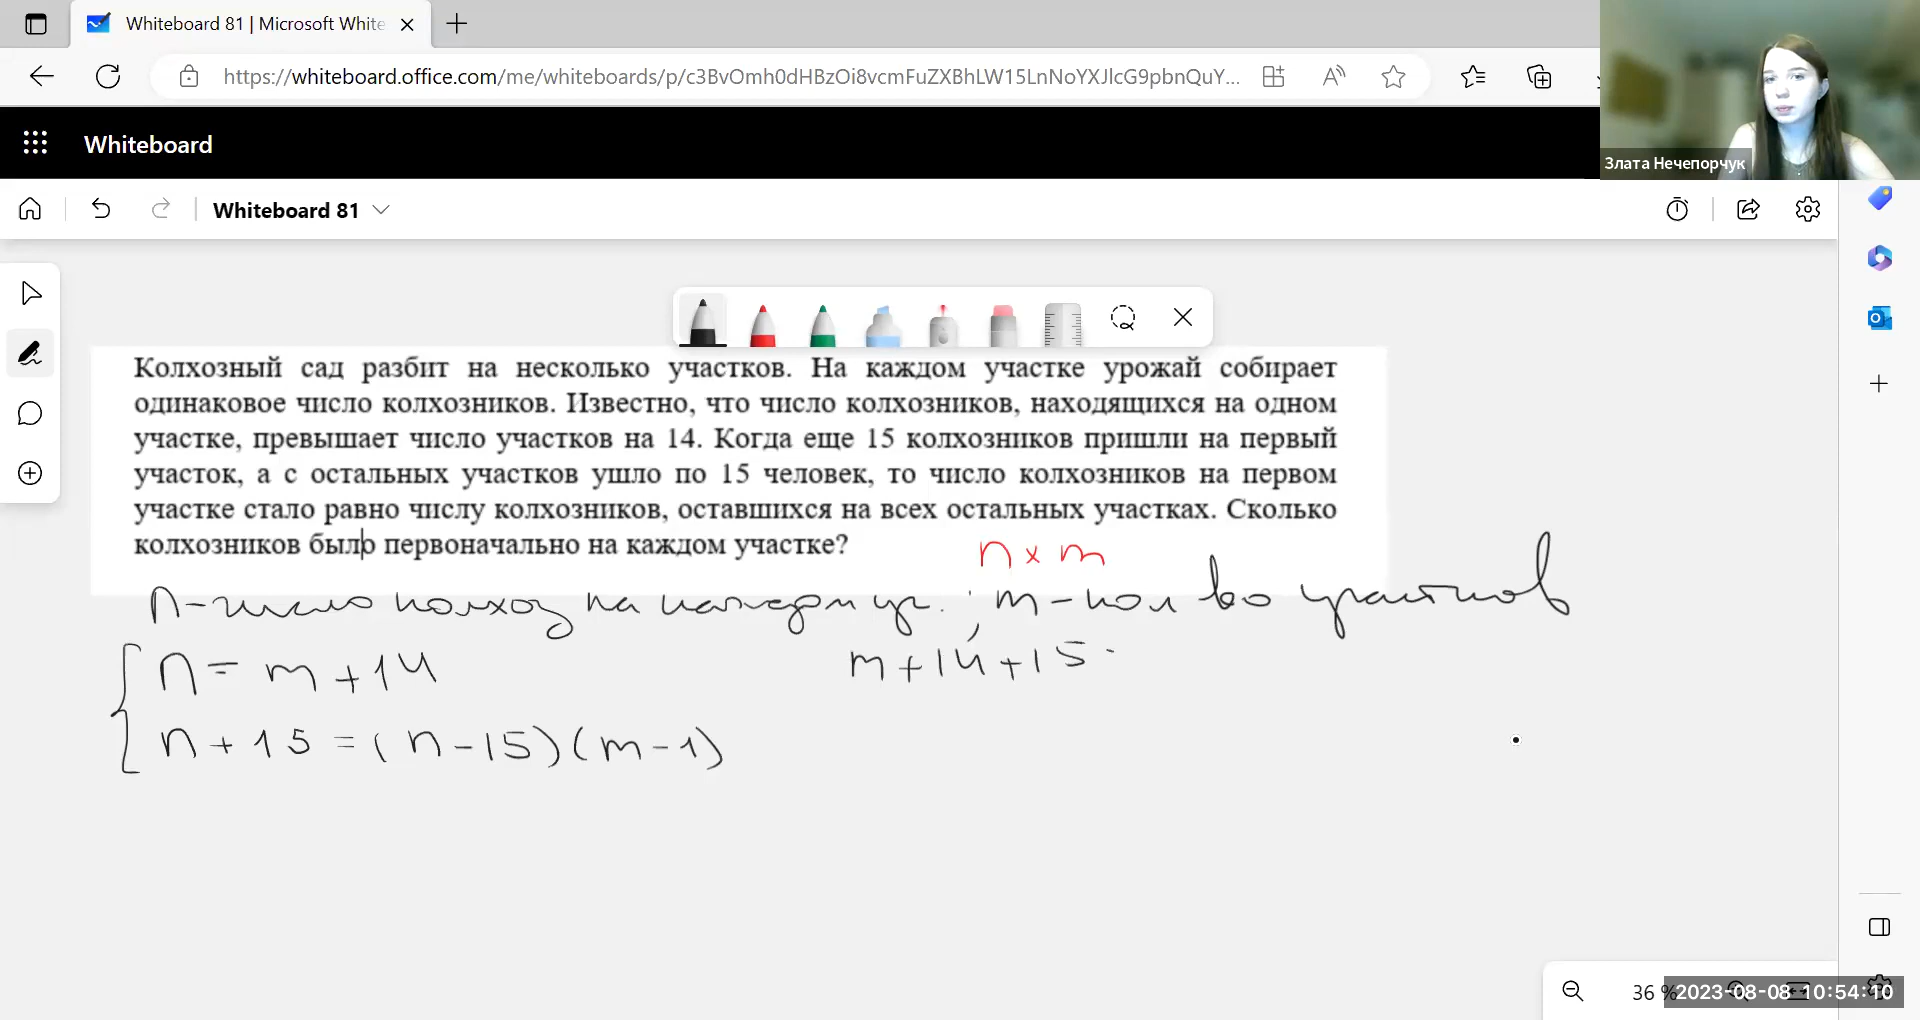 Whiteboard 81 | Microsoft White
https://whiteboard.office.com/me/whiteboards/p/c3BvOmh0dHBzOi8vcmFuZXBhLW15LnNoYXJlcG9pbnQuY...
Злата Нечепорчук
Whiteboard
Whiteboard 81
Колхозный сад разбит на несколько участков. На каждом участке урожай собирает
одинаковое число колхозников. Известно, что число колхозников, находящихся на одном
участке, превышает число участков на 14. Когда еще 15 колхозников пришли на первый
участок, а с остальных участков ушло по 15 человек, то число колхозников на первом
участке стало равно числу колхозников, оставшихся на всех остальных участках. Сколько
колхозников было первоначально на каждом участке?
n × m
n - число колхоз на каждом уч. ; m - кол во участков
n = m + 14
m + 14 + 15
n + 15 = (n - 15)(m - 1)
36 %
2023-08-08 10:54:10